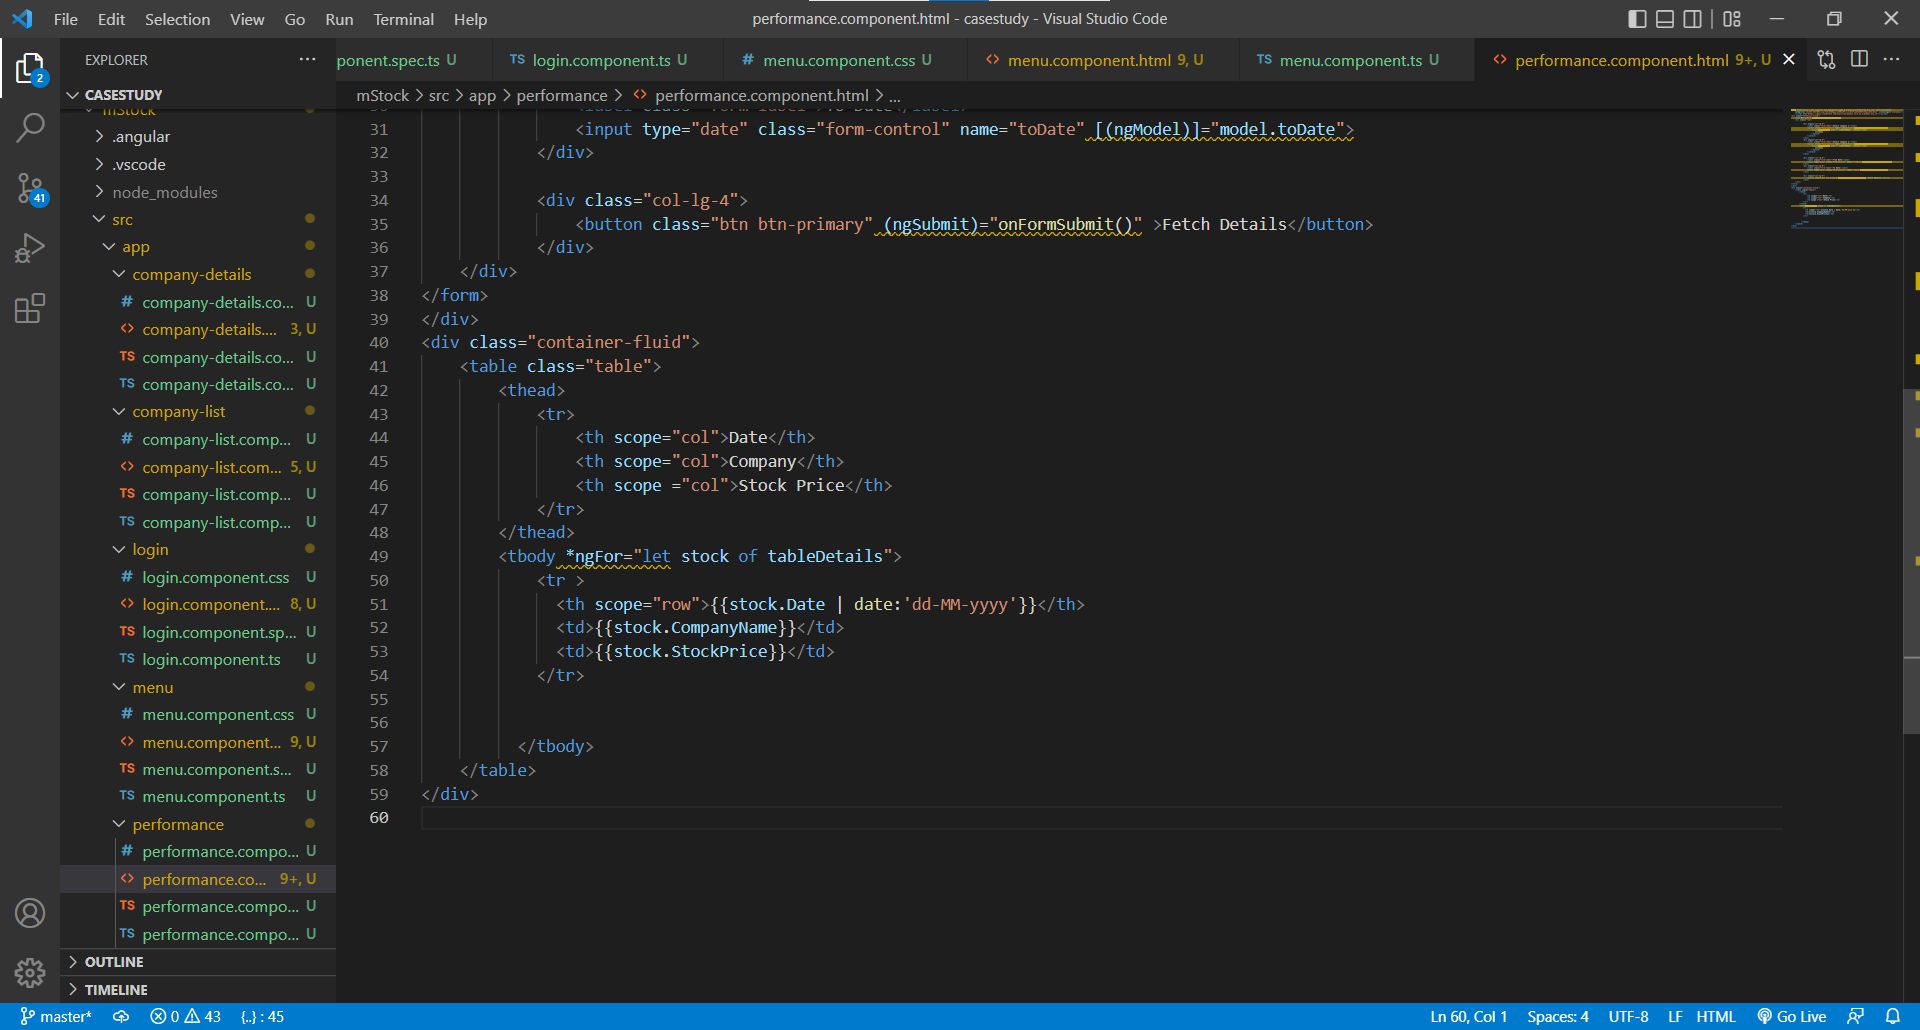 File Edit Selection View Go Run Terminal Help
performance.component.html - casestudy - Visual Studio Code
EXPLORER
ponent.spec.ts U
TS login.component.ts U
# menu.component.css U
<> menu.component.html 9, U
TS menu.component.ts U
<> performance.component.html 9+, U
CASESTUDY
mStock > src > app > performance > <> performance.component.html > ...
mStock
.angular
.vscode
node_modules
src
app
company-details
# company-details.co... U
<> company-details.... 3, U
TS company-details.co... U
TS company-details.co... U
company-list
# company-list.comp... U
<> company-list.com... 5, U
TS company-list.comp... U
TS company-list.comp... U
login
# login.component.css U
<> login.component.... 8, U
TS login.component.sp... U
TS login.component.ts U
menu
# menu.component.css U
<> menu.component... 9, U
TS menu.component.s... U
TS menu.component.ts U
performance
# performance.compo... U
<> performance.co... 9+, U
TS performance.compo... U
TS performance.compo... U
OUTLINE
TIMELINE
2
41
31 <input type="date" class="form-control" name="toDate" [(ngModel)]="model.toDate">
32 </div>
33
34 <div class="col-lg-4">
35 <button class="btn btn-primary" (ngSubmit)="onFormSubmit()" >Fetch Details</button>
36 </div>
37 </div>
38 </form>
39 </div>
40 <div class="container-fluid">
41 <table class="table">
42 <thead>
43 <tr>
44 <th scope="col">Date</th>
45 <th scope="col">Company</th>
46 <th scope ="col">Stock Price</th>
47 </tr>
48 </thead>
49 <tbody *ngFor="let stock of tableDetails">
50 <tr >
51 <th scope="row">{{stock.Date | date:'dd-MM-yyyy'}}</th>
52 <td>{{stock.CompanyName}}</td>
53 <td>{{stock.StockPrice}}</td>
54 </tr>
55
56
57 </tbody>
58 </table>
59 </div>
60
master* 0 43 {..} : 45
Ln 60, Col 1 Spaces: 4 UTF-8 LF HTML Go Live